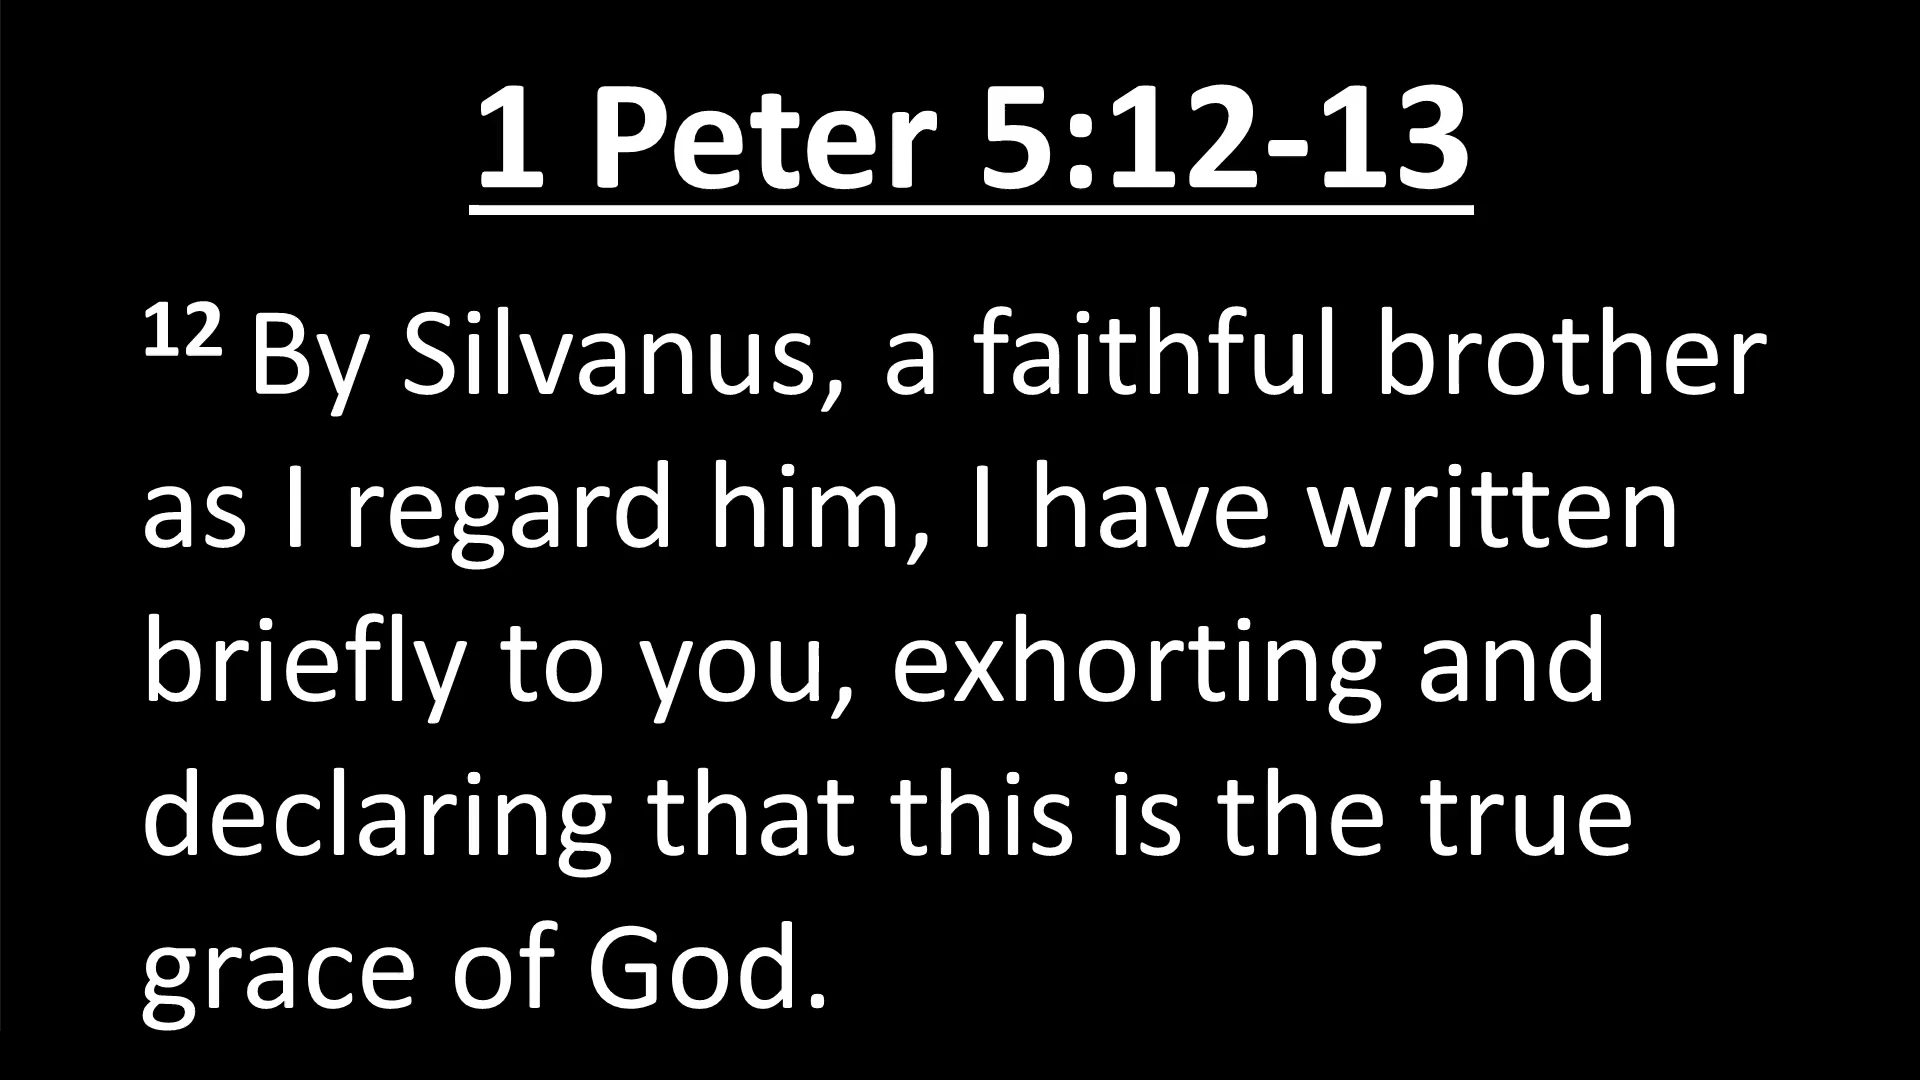 1 Peter 5:12-13
12 By Silvanus, a faithful brother
as I regard him, I have written
briefly to you, exhorting and
declaring that this is the true
grace of God.